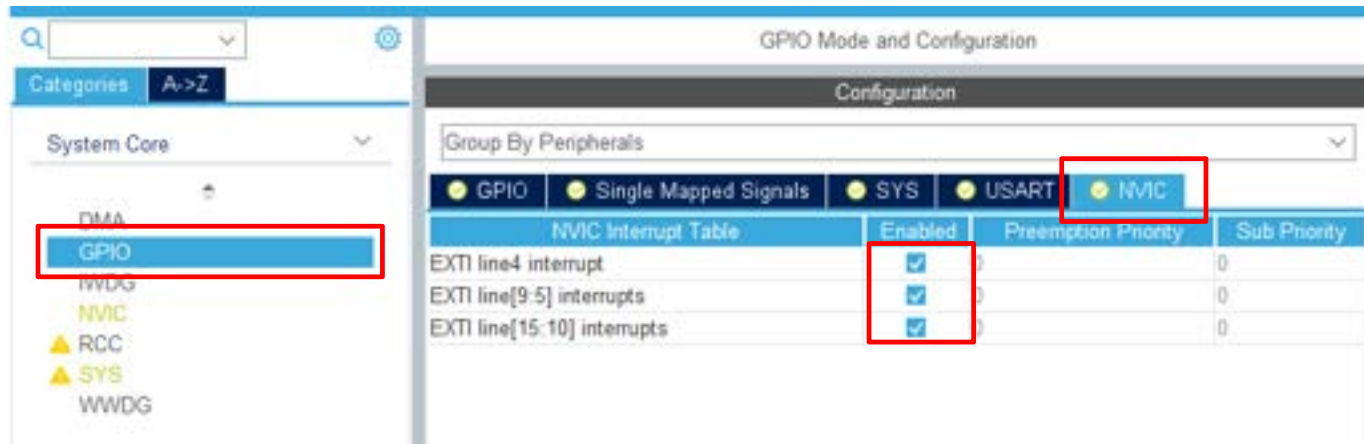 GPIO Mode and Configuration
Categories A->Z
Configuration
System Core
Group By Peripherals
GPIO Single Mapped Signals SYS USART NVIC
NVIC Interrupt Table Enabled Preemption Priority Sub Priority
DMA
GPIO
IWDG
NVIC
RCC
SYS
WWDG
EXTI line4 interrupt 0 0
EXTI line[9:5] interrupts 0 0
EXTI line[15:10] interrupts 0 0